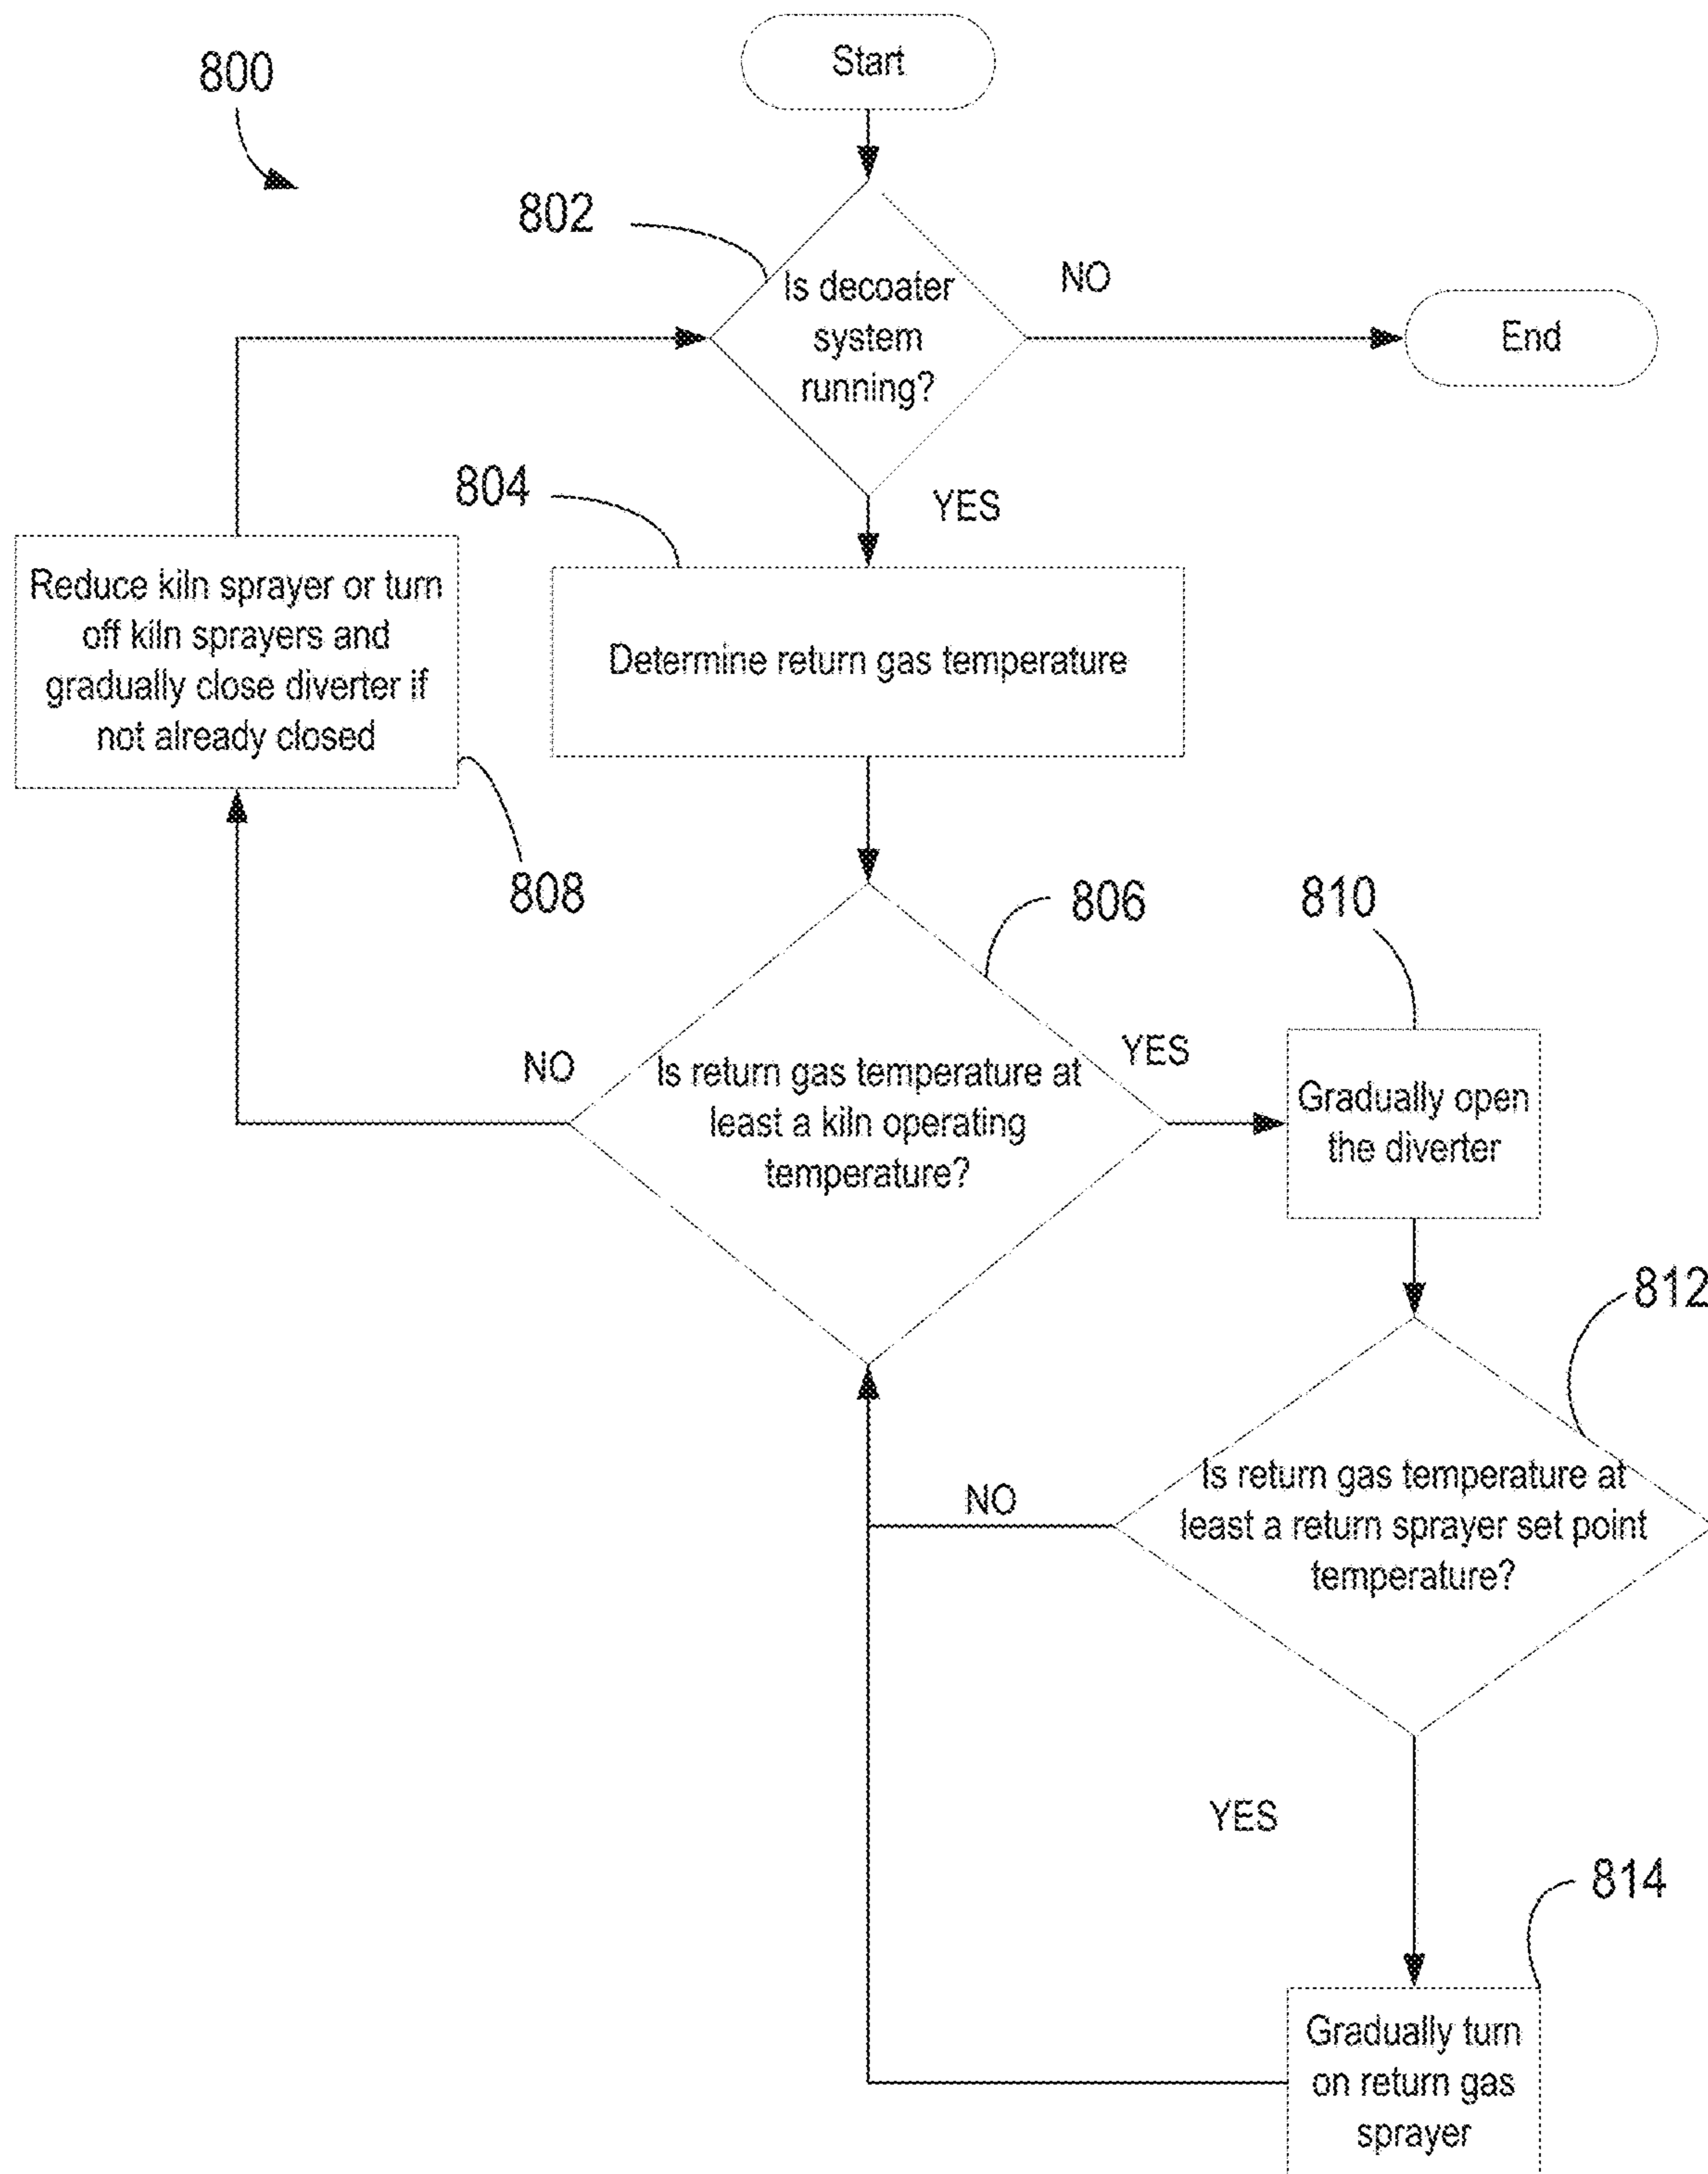 Start
800
802
Is decoater
system
running?
NO
End
804
YES
Reduce kiln sprayer or turn
off kiln sprayers and
gradually close diverter if
not already closed
Determine return gas temperature
808
806
810
NO
Is return gas temperature at
least a kiln operating
temperature?
YES
Gradually open
the diverter
812
NO
Is return gas temperature at
least a return sprayer set point
temperature?
YES
814
Gradually turn
on return gas
sprayer